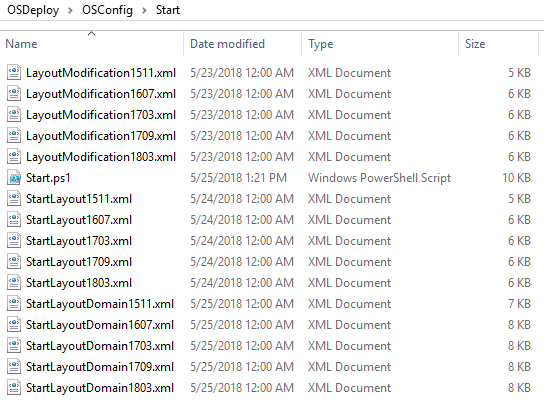 OSDeploy > OSConfig > Start
Name Date modified Type Size
LayoutModification1511.xml 5/23/2018 12:00 AM XML Document 5 KB
LayoutModification1607.xml 5/23/2018 12:00 AM XML Document 6 KB
LayoutModification1703.xml 5/23/2018 12:00 AM XML Document 6 KB
LayoutModification1709.xml 5/23/2018 12:00 AM XML Document 6 KB
LayoutModification1803.xml 5/23/2018 12:00 AM XML Document 6 KB
Start.ps1 5/25/2018 1:21 PM Windows PowerShell Script 10 KB
StartLayout1511.xml 5/24/2018 12:00 AM XML Document 5 KB
StartLayout1607.xml 5/24/2018 12:00 AM XML Document 6 KB
StartLayout1703.xml 5/24/2018 12:00 AM XML Document 6 KB
StartLayout1709.xml 5/24/2018 12:00 AM XML Document 6 KB
StartLayout1803.xml 5/24/2018 12:00 AM XML Document 6 KB
StartLayoutDomain1511.xml 5/25/2018 12:00 AM XML Document 7 KB
StartLayoutDomain1607.xml 5/25/2018 12:00 AM XML Document 8 KB
StartLayoutDomain1703.xml 5/25/2018 12:00 AM XML Document 8 KB
StartLayoutDomain1709.xml 5/25/2018 12:00 AM XML Document 8 KB
StartLayoutDomain1803.xml 5/25/2018 12:00 AM XML Document 8 KB